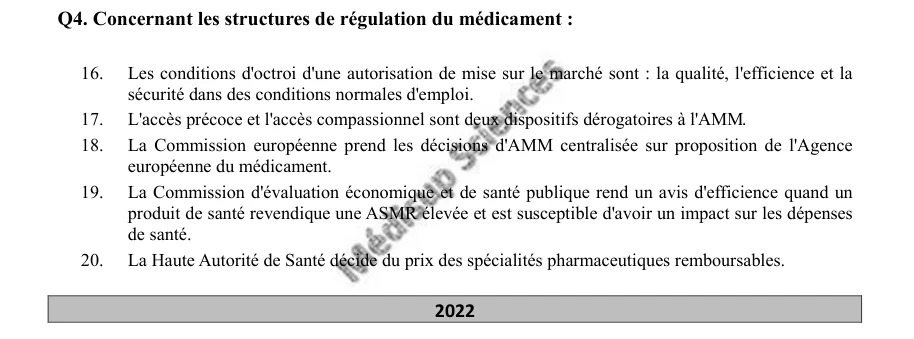 Q4. Concernant les structures de régulation du médicament :
16. Les conditions d'octroi d'une autorisation de mise sur le marché sont : la qualité, l'efficience et la
sécurité dans des conditions normales d'emploi.
17. L'accès précoce et l'accès compassionnel sont deux dispositifs dérogatoires à l'AMM.
18. La Commission européenne prend les décisions d'AMM centralisée sur proposition de l'Agence
européenne du médicament.
19. La Commission d'évaluation économique et de santé publique rend un avis d'efficience quand un
produit de santé revendique une ASMR élevée et est susceptible d'avoir un impact sur les dépenses
de santé.
20. La Haute Autorité de Santé décide du prix des spécialités pharmaceutiques remboursables.
Médisup Sciences
2022